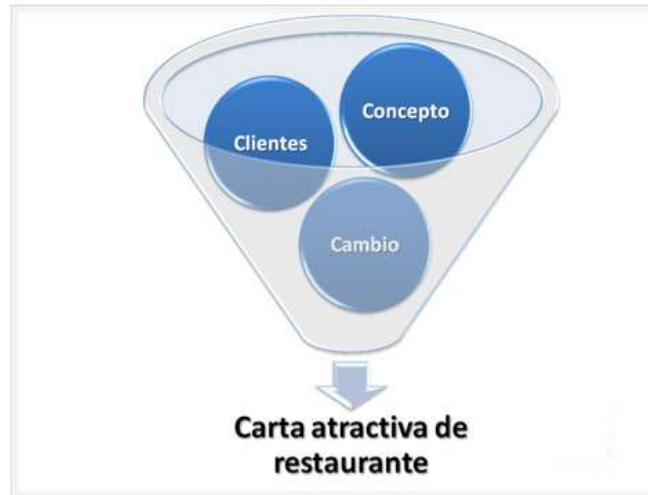 Concepto
Clientes
Cambio
Carta atractiva de
restaurante